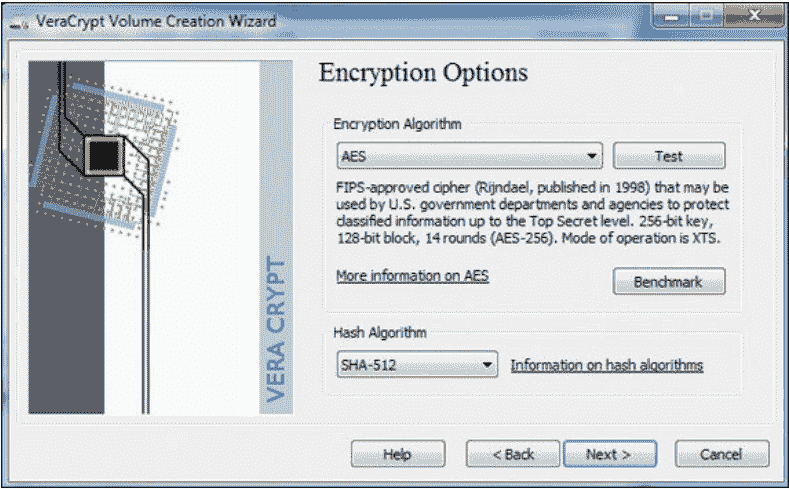 VeraCrypt Volume Creation Wizard
Encryption Options
Encryption Algorithm
AES
Test
FIPS-approved cipher (Rijndael, published in 1998) that may be
used by U.S. government departments and agencies to protect
classified information up to the Top Secret level. 256-bit key,
128-bit block, 14 rounds (AES-256). Mode of operation is XTS.
More information on AES
Benchmark
Hash Algorithm
SHA-512
Information on hash algorithms
VERA CRYPT
Help
< Back
Next >
Cancel